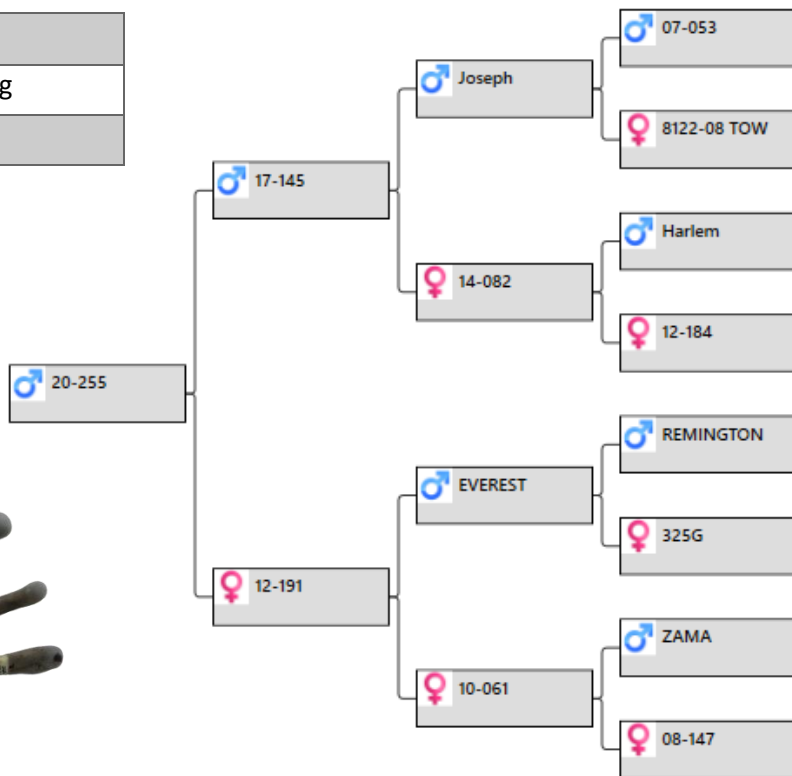 g
07-053
Joseph
8122-08 TOW
17-145
Harlem
14-082
12-184
20-255
REMINGTON
EVEREST
325G
12-191
ZAMA
10-061
08-147